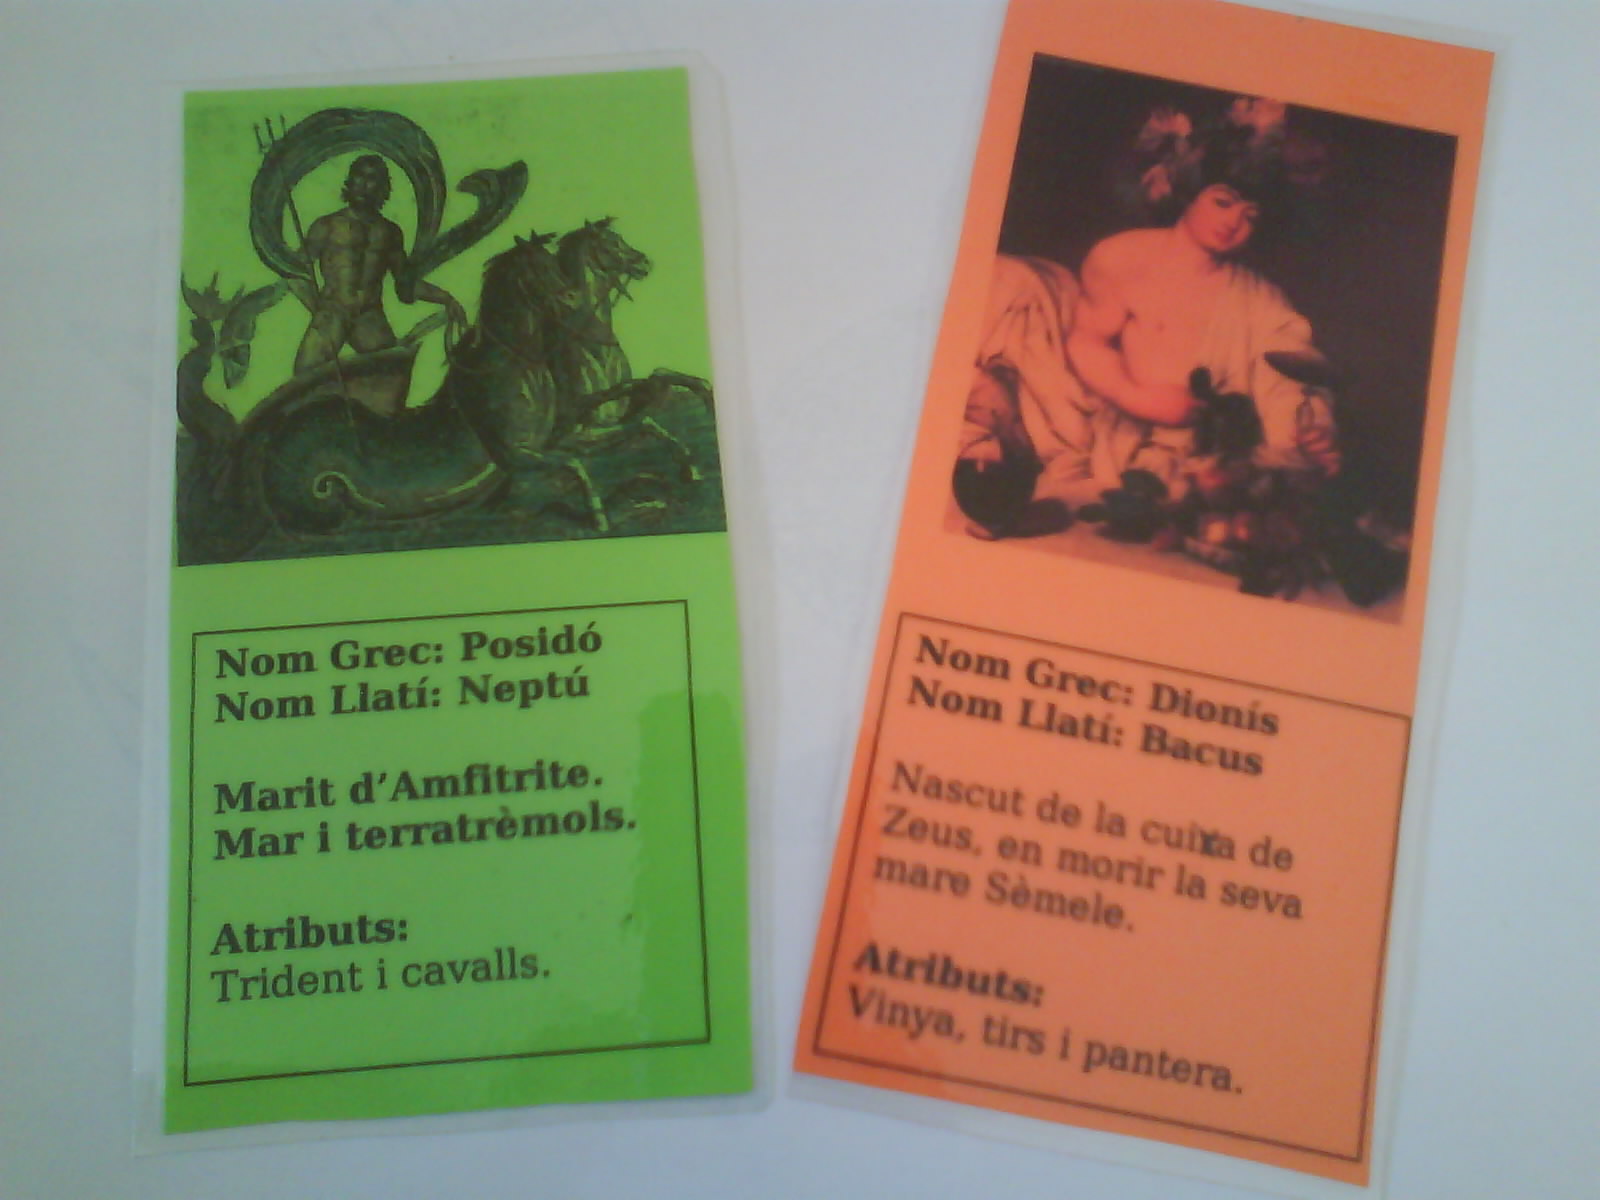 Nom Grec: Posidó
Nom Llatí: Neptú
Marit d'Amfitrite.
Mar i terratrèmols.
Atributs:
Trident i cavalls.
Nom Grec: Dionís
Nom Llatí: Bacus
Nascut de la cuixa de
Zeus, en morir la seva
mare Sèmele.
Atributs:
Vinya, tirs i pantera.